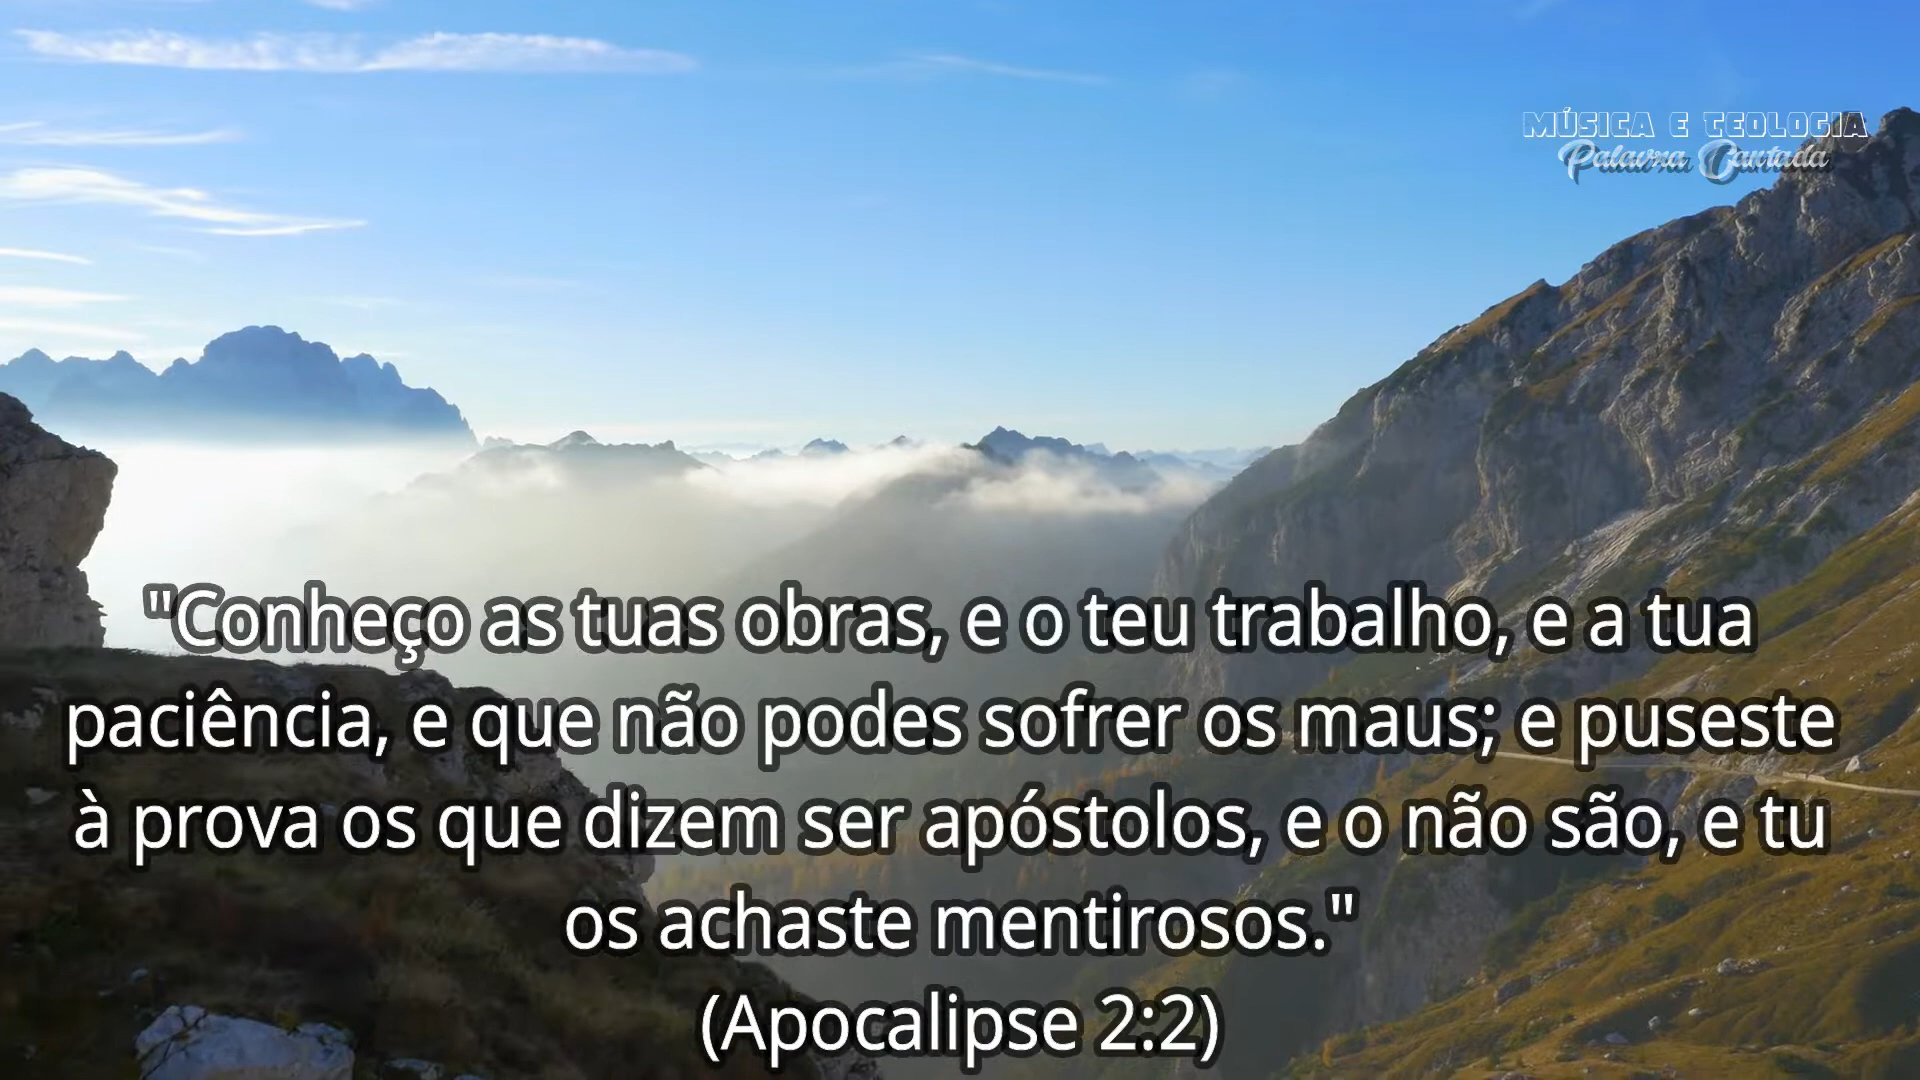 MÚSICA E TEOLOGIA
Palavra Cantada
"Conheço as tuas obras, e o teu trabalho, e a tua
paciência, e que não podes sofrer os maus; e puseste
à prova os que dizem ser apóstolos, e o não são, e tu
os achaste mentirosos."
(Apocalipse 2:2)